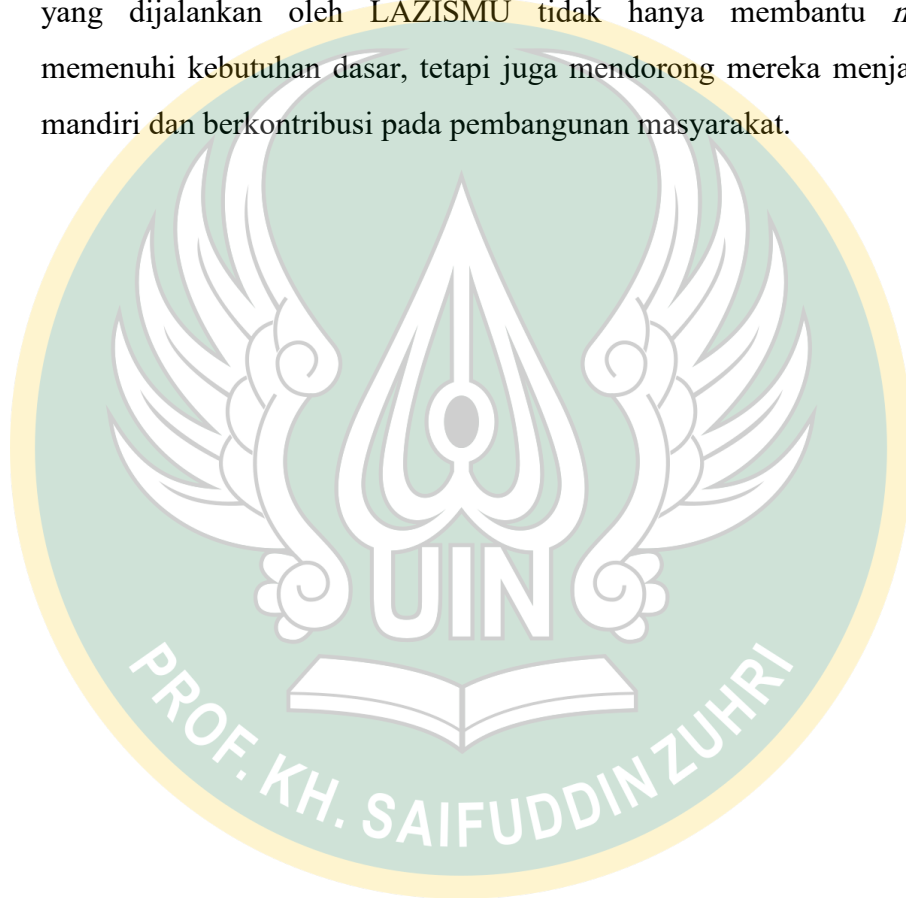 yang dijalankan oleh LAZISMU tidak hanya membantu
memenuhi kebutuhan dasar, tetapi juga mendorong mereka
mandiri dan berkontribusi pada pembangunan masyarakat.
UIN
PROF. KH. SAIFUDDIN ZUHRI